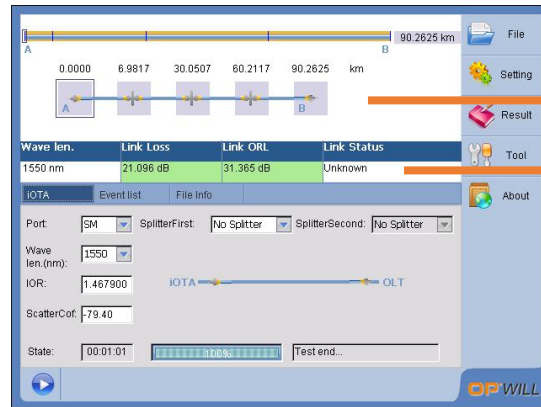 90.2625 km
File
A
B
0.0000 6.9817 30.0507 60.2117 90.2625 km
Setting
A
B
Result
Wave len. Link Loss Link ORL Link Status
1550 nm 21.096 dB 31.365 dB Unknown
Tool
iOTA Event list File Info
About
Port: SM SplitterFirst: No Splitter SplitterSecond: No Splitter
Wave
len.(nm): 1550
IOR: 1.467900
iOTA OLT
ScatterCof: -79.40
State: 00:01:01 100% Test end...
OPWILL